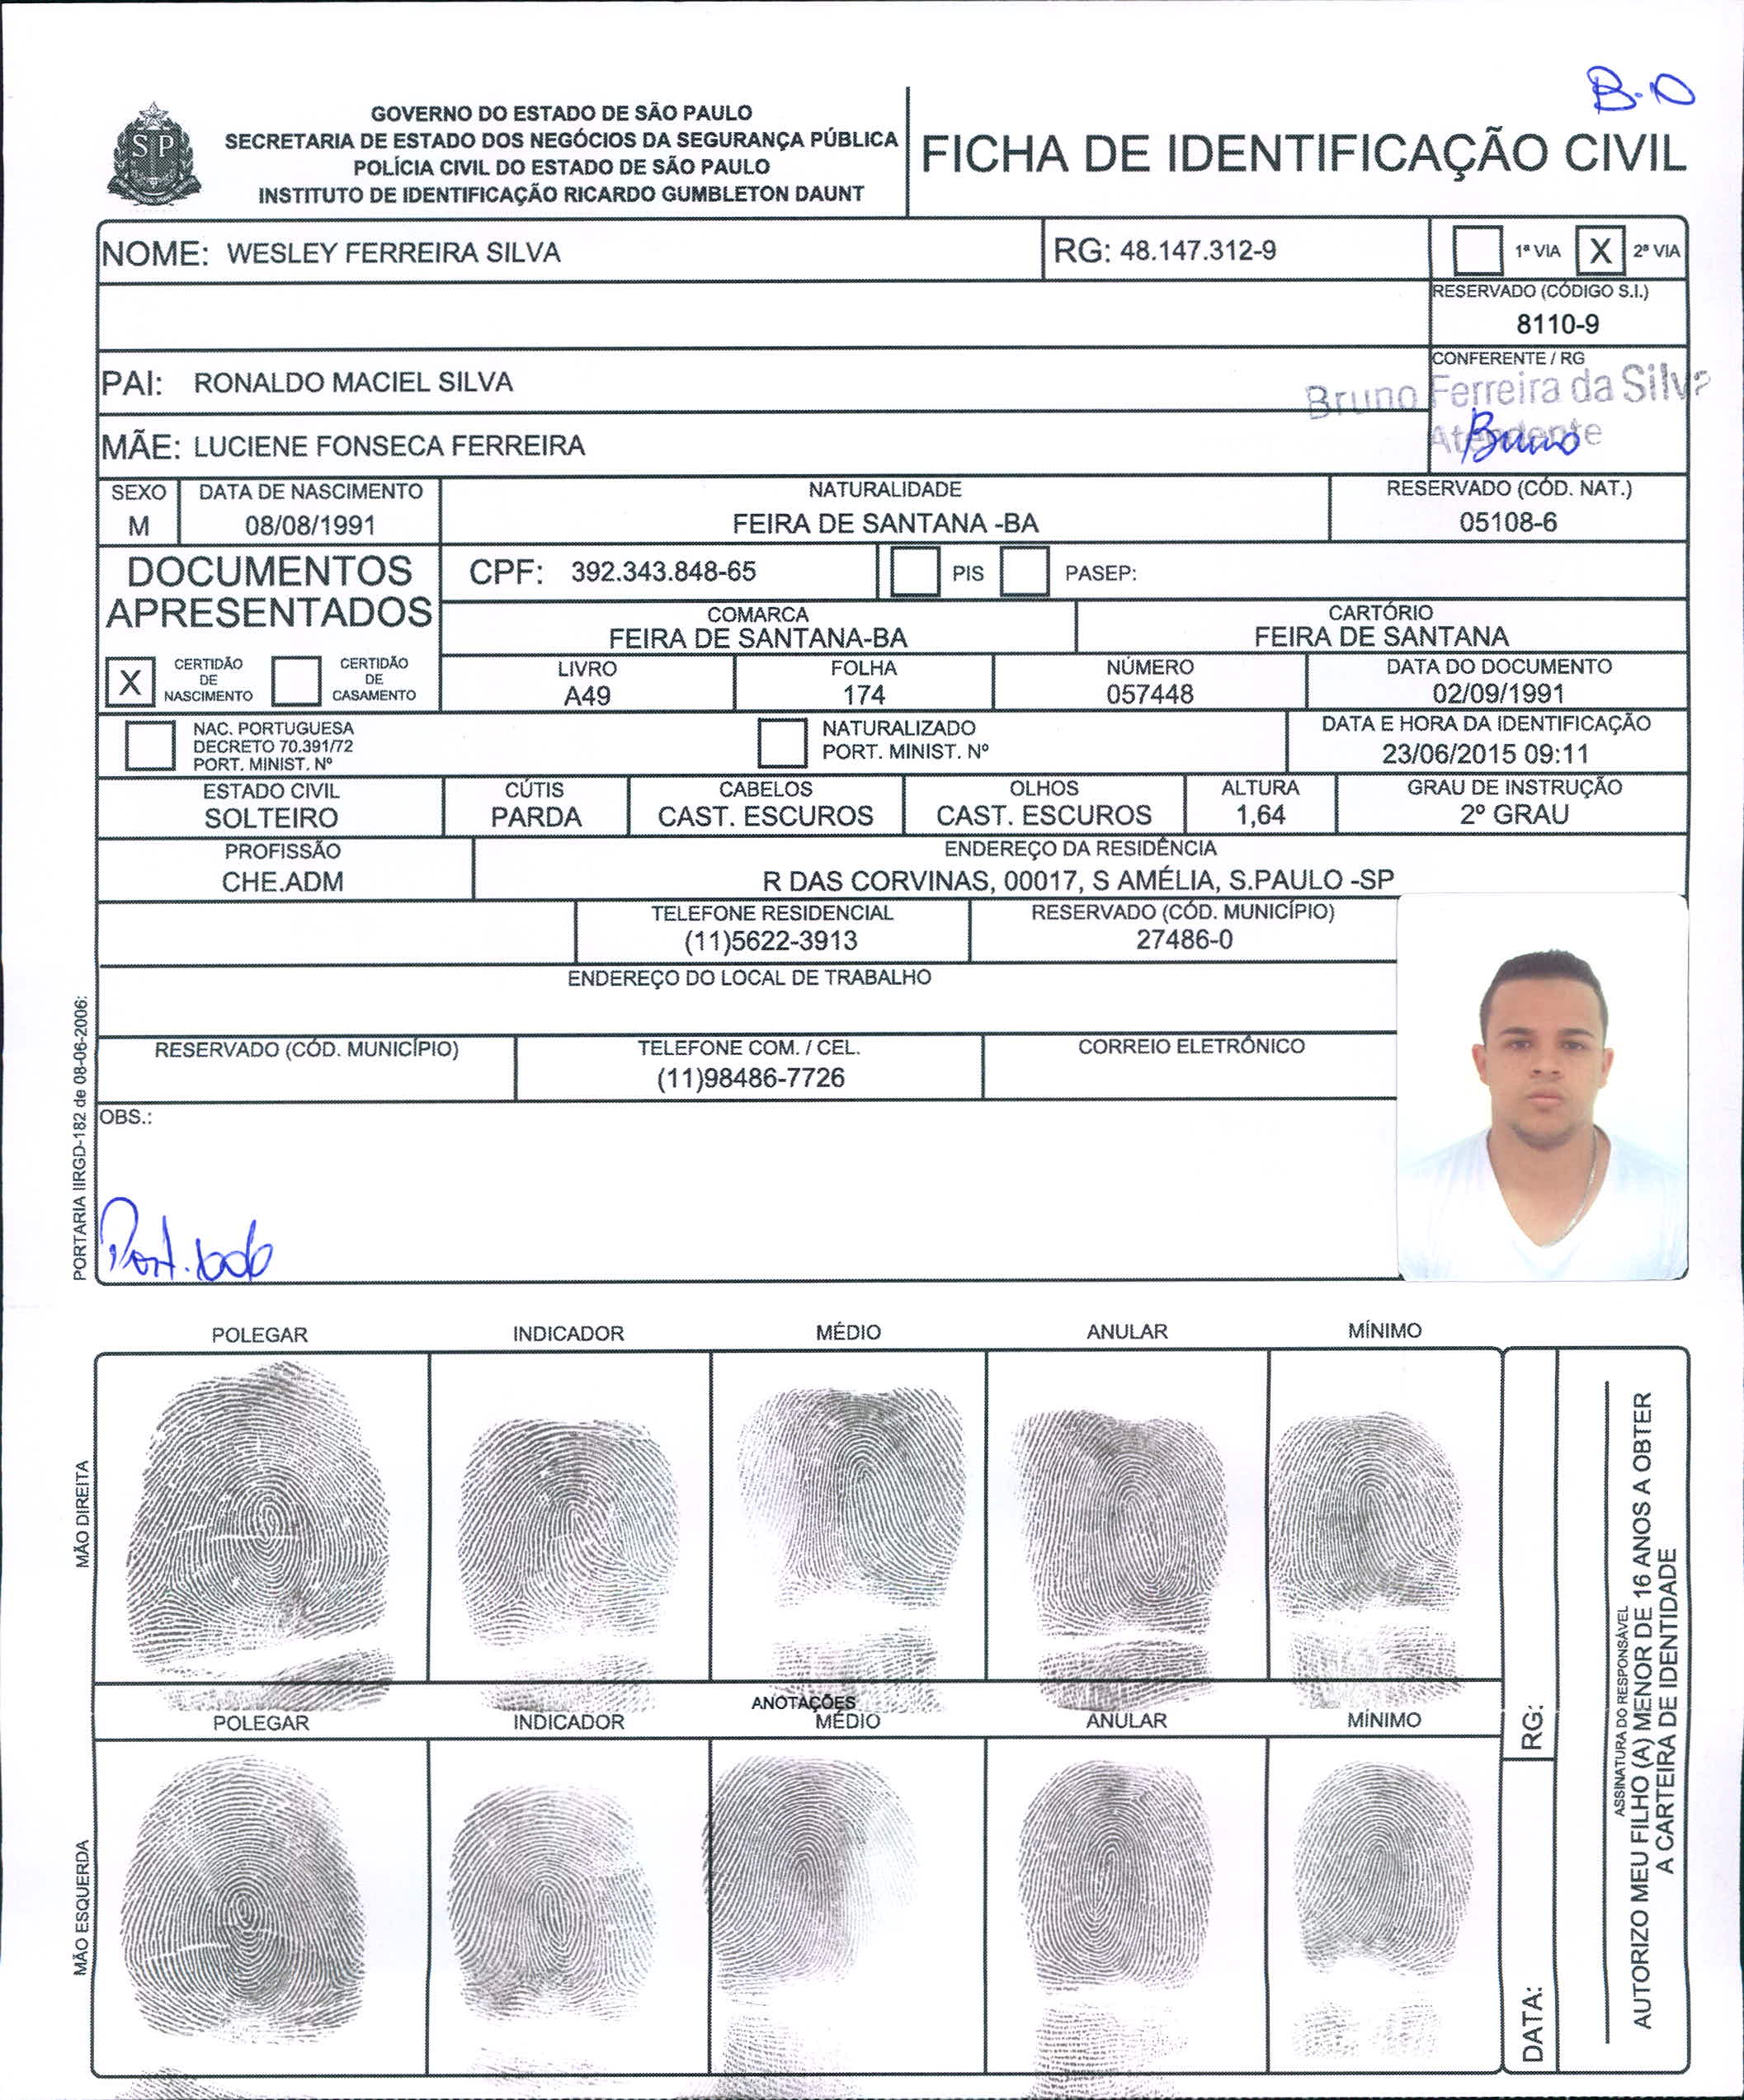 B.O
SP
GOVERNO DO ESTADO DE SÃO PAULO
SECRETARIA DE ESTADO DOS NEGÓCIOS DA SEGURANÇA PÚBLICA
POLÍCIA CIVIL DO ESTADO DE SÃO PAULO
INSTITUTO DE IDENTIFICAÇÃO RICARDO GUMBLETON DAUNT
FICHA DE IDENTIFICAÇÃO CIVIL
NOME: WESLEY FERREIRA SILVA
RG: 48.147.312-9
1ª VIA X 2ª VIA
RESERVADO (CÓDIGO S.I.)
8110-9
PAI: RONALDO MACIEL SILVA
CONFERENTE / RG
Bruno Ferreira da Silva
Atendente
Bruno
MÃE: LUCIENE FONSECA FERREIRA
SEXO
M
DATA DE NASCIMENTO
08/08/1991
NATURALIDADE
FEIRA DE SANTANA -BA
RESERVADO (CÓD. NAT.)
05108-6
DOCUMENTOS
APRESENTADOS
CPF: 392.343.848-65
PIS
PASEP:
COMARCA
FEIRA DE SANTANA-BA
CARTÓRIO
FEIRA DE SANTANA
X
CERTIDÃO
DE
NASCIMENTO
CERTIDÃO
DE
CASAMENTO
LIVRO
A49
FOLHA
174
NÚMERO
057448
DATA DO DOCUMENTO
02/09/1991
NAC. PORTUGUESA
DECRETO 70.391/72
PORT. MINIST. Nº
NATURALIZADO
PORT. MINIST. Nº
DATA E HORA DA IDENTIFICAÇÃO
23/06/2015 09:11
ESTADO CIVIL
SOLTEIRO
CÚTIS
PARDA
CABELOS
CAST. ESCUROS
OLHOS
CAST. ESCUROS
ALTURA
1,64
GRAU DE INSTRUÇÃO
2º GRAU
PROFISSÃO
CHE.ADM
ENDEREÇO DA RESIDÊNCIA
R DAS CORVINAS, 00017, S AMÉLIA, S.PAULO -SP
TELEFONE RESIDENCIAL
(11)5622-3913
RESERVADO (CÓD. MUNICÍPIO)
27486-0
ENDEREÇO DO LOCAL DE TRABALHO
RESERVADO (CÓD. MUNICÍPIO)
TELEFONE COM. / CEL.
(11)98486-7726
CORREIO ELETRÔNICO
OBS.:
PORTARIA IIRGD-182 de 08-06-2006:
POLEGAR
INDICADOR
MÉDIO
ANULAR
MÍNIMO
MÃO DIREITA
ANOTAÇÕES
POLEGAR
INDICADOR
MÉDIO
ANULAR
MÍNIMO
MÃO ESQUERDA
RG:
DATA:
ASSINATURA DO RESPONSÁVEL
AUTORIZO MEU FILHO (A) MENOR DE 16 ANOS A OBTER
A CARTEIRA DE IDENTIDADE